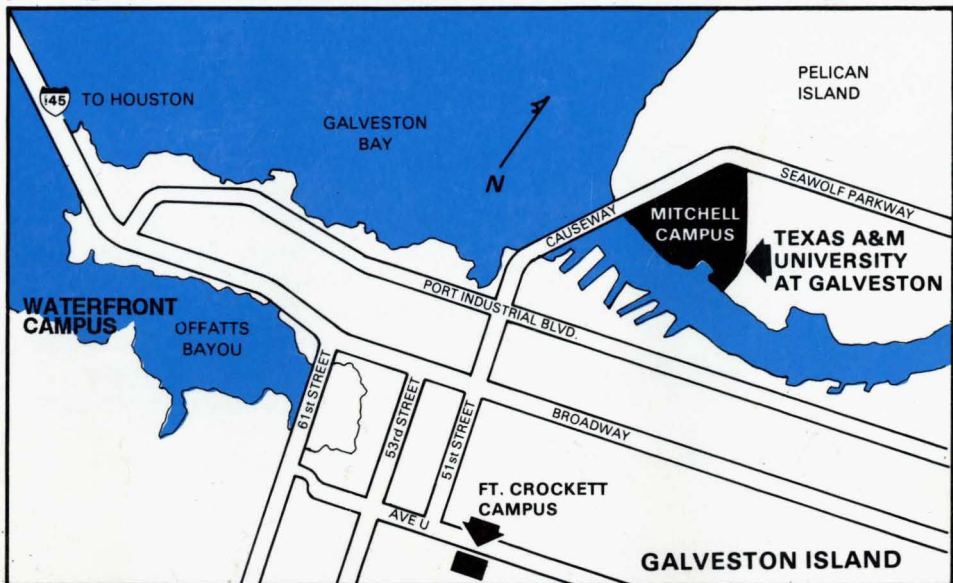 I45 TO HOUSTON
GALVESTON
BAY
N
PELICAN
ISLAND
SEAWOLF PARKWAY
CAUSEWAY
MITCHELL
CAMPUS
TEXAS A&M
UNIVERSITY
AT GALVESTON
PORT INDUSTRIAL BLVD.
WATERFRONT
CAMPUS
OFFATTS
BAYOU
61st STREET
53rd STREET
51st STREET
BROADWAY
AVE U
FT. CROCKETT
CAMPUS
GALVESTON ISLAND